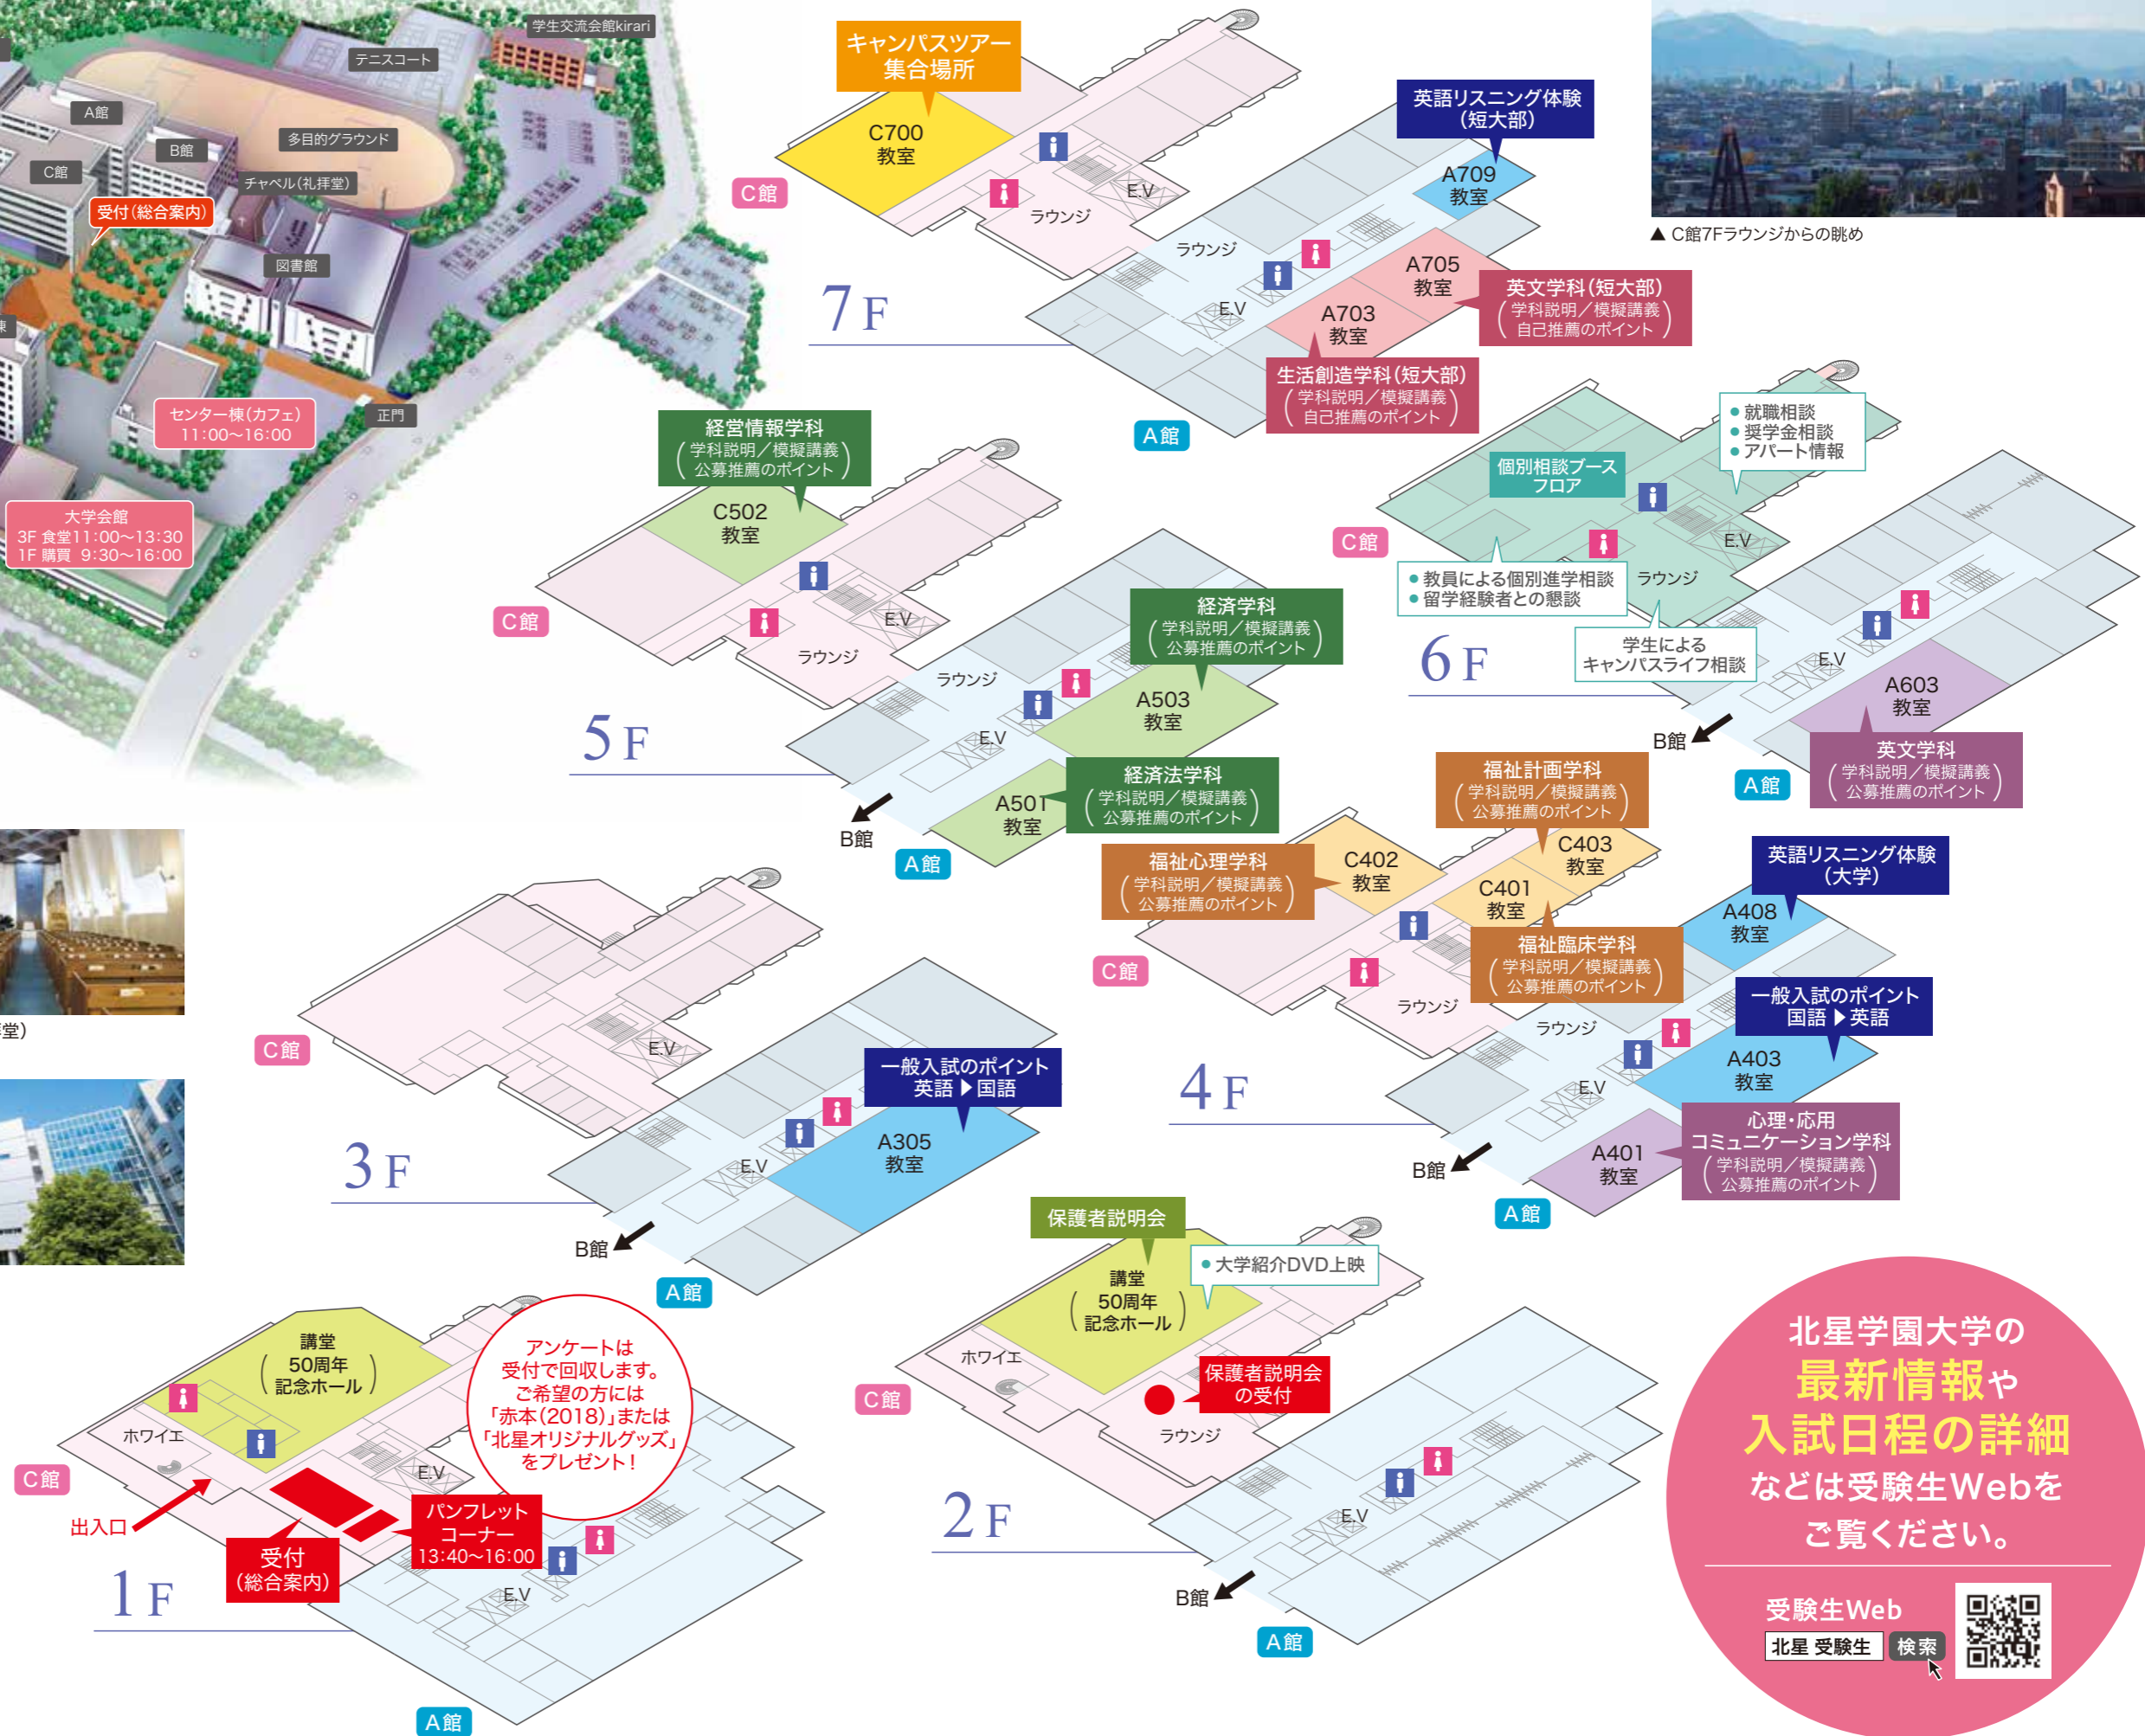 学生交流会館kirari
テニスコート
A館
多目的グラウンド
B館
C館
チャペル(礼拝堂)
受付(総合案内)
図書館
棟
センター棟(カフェ)
11:00〜16:00
正門
大学会館
3F 食堂11:00〜13:30
1F 購買 9:30〜16:00
拝堂)
キャンパスツアー
集合場所
C700
教室
C館
E.V
ラウンジ
英語リスニング体験
(短大部)
A709
教室
ラウンジ
A705
教室
英文学科(短大部)
(学科説明/模擬講義
自己推薦のポイント)
E.V
A703
教室
生活創造学科(短大部)
(学科説明/模擬講義
自己推薦のポイント)
A館
7F
▲ C館7Fラウンジからの眺め
個別相談ブース
フロア
● 就職相談
● 奨学金相談
● アパート情報
C館
E.V
● 教員による個別進学相談
● 留学経験者との懇談
ラウンジ
学生による
キャンパスライフ相談
E.V
A603
教室
B館
英文学科
(学科説明/模擬講義
公募推薦のポイント)
A館
6F
経営情報学科
(学科説明/模擬講義
公募推薦のポイント)
C502
教室
C館
E.V
ラウンジ
経済学科
(学科説明/模擬講義
公募推薦のポイント)
ラウンジ
A503
教室
E.V
経済法学科
(学科説明/模擬講義
公募推薦のポイント)
A501
教室
B館
A館
5F
福祉計画学科
(学科説明/模擬講義
公募推薦のポイント)
福祉心理学科
(学科説明/模擬講義
公募推薦のポイント)
C402
教室
C403
教室
C401
教室
福祉臨床学科
(学科説明/模擬講義
公募推薦のポイント)
C館
ラウンジ
英語リスニング体験
(大学)
A408
教室
一般入試のポイント
国語▶英語
ラウンジ
A403
教室
E.V
心理・応用
コミュニケーション学科
(学科説明/模擬講義
公募推薦のポイント)
A401
教室
B館
A館
4F
C館
E.V
一般入試のポイント
英語▶国語
A305
教室
E.V
B館
A館
3F
保護者説明会
● 大学紹介DVD上映
講堂
(50周年
記念ホール)
ホワイエ
保護者説明会
の受付
C館
ラウンジ
E.V
B館
A館
2F
講堂
(50周年
記念ホール)
ホワイエ
C館
E.V
出入口
受付
(総合案内)
パンフレット
コーナー
13:40〜16:00
アンケートは
受付で回収します。
ご希望の方には
「赤本(2018)」または
「北星オリジナルグッズ」
をプレゼント!
E.V
A館
1F
北星学園大学の
最新情報や
入試日程の詳細
などは受験生Webを
ご覧ください。
受験生Web
北星 受験生 検索